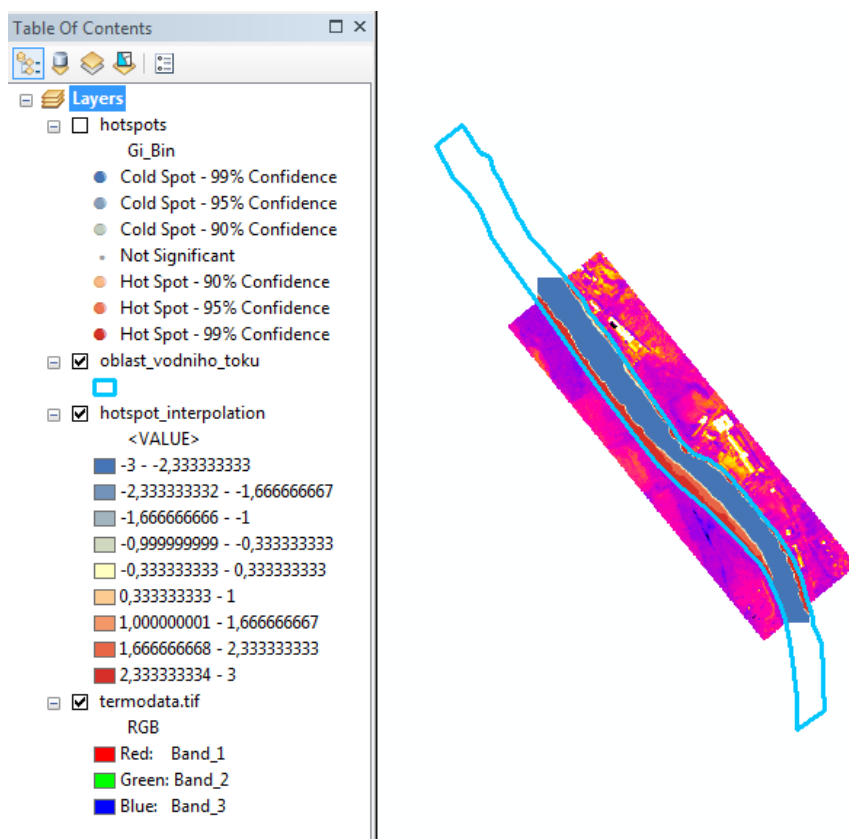 Table Of Contents
Layers
hotspots
Gi_Bin
Cold Spot - 99% Confidence
Cold Spot - 95% Confidence
Cold Spot - 90% Confidence
Not Significant
Hot Spot - 90% Confidence
Hot Spot - 95% Confidence
Hot Spot - 99% Confidence
oblast_vodniho_toku
hotspot_interpolation
<VALUE>
-3 - -2,333333333
-2,333333332 - -1,666666667
-1,666666666 - -1
-0,999999999 - -0,333333333
-0,333333333 - 0,333333333
0,333333333 - 1
1,000000001 - 1,666666667
1,666666668 - 2,333333333
2,333333334 - 3
termodata.tif
RGB
Red: Band_1
Green: Band_2
Blue: Band_3